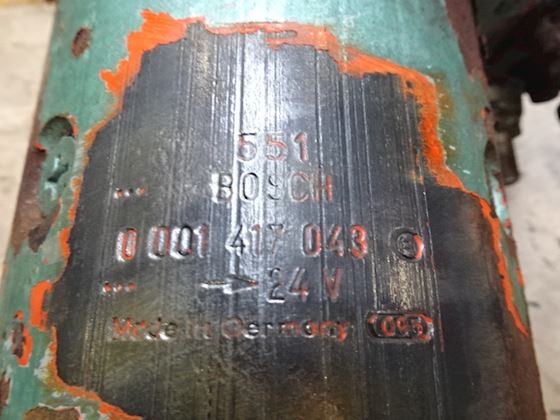 551
... BOSCH
0 001 417 043
... → 24 V
Made in Germany